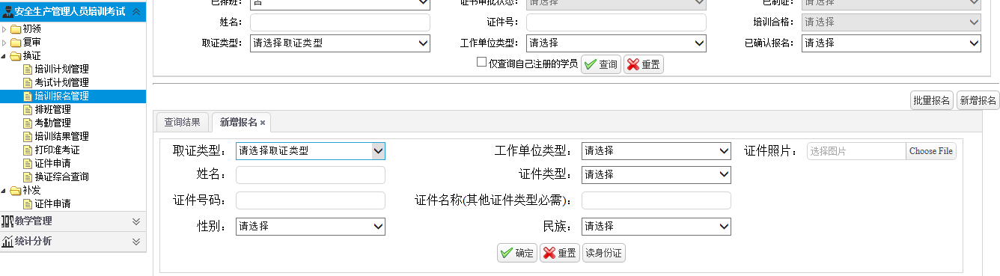 安全生产管理人员培训考试
初领
复审
换证
培训计划管理
考试计划管理
培训报名管理
排班管理
考勤管理
培训结果管理
打印准考证
证件申请
换证综合查询
补发
证件申请
教学管理
统计分析
已排班： 否 证书审批状态： 请选择 已制证： 请选择
姓名： 证件号： 培训合格： 请选择
取证类型： 请选择取证类型 工作单位类型： 请选择 已确认报名： 请选择
仅查询自己注册的学员 查询 重置
批量报名 新增报名
查询结果 新增报名 ×
取证类型： 请选择取证类型 工作单位类型： 请选择 证件照片： 选择图片 Choose File
姓名： 证件类型： 请选择
证件号码： 证件名称(其他证件类型必需)：
性别： 请选择 民族： 请选择
确定 重置 读身份证